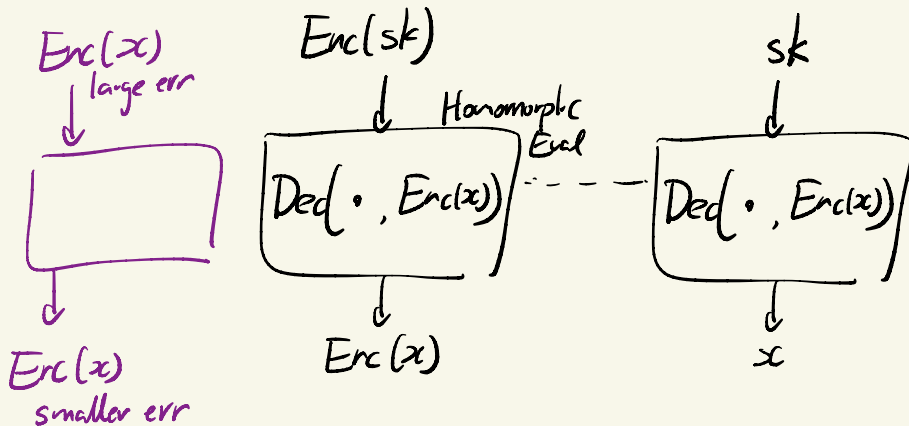 Enc(x)
large err
Enc(x)
smaller err
Enc(sk)
Homomorphic
Eval
Dec(·, Enc(x))
Enc(x)
sk
Dec(·, Enc(x))
x